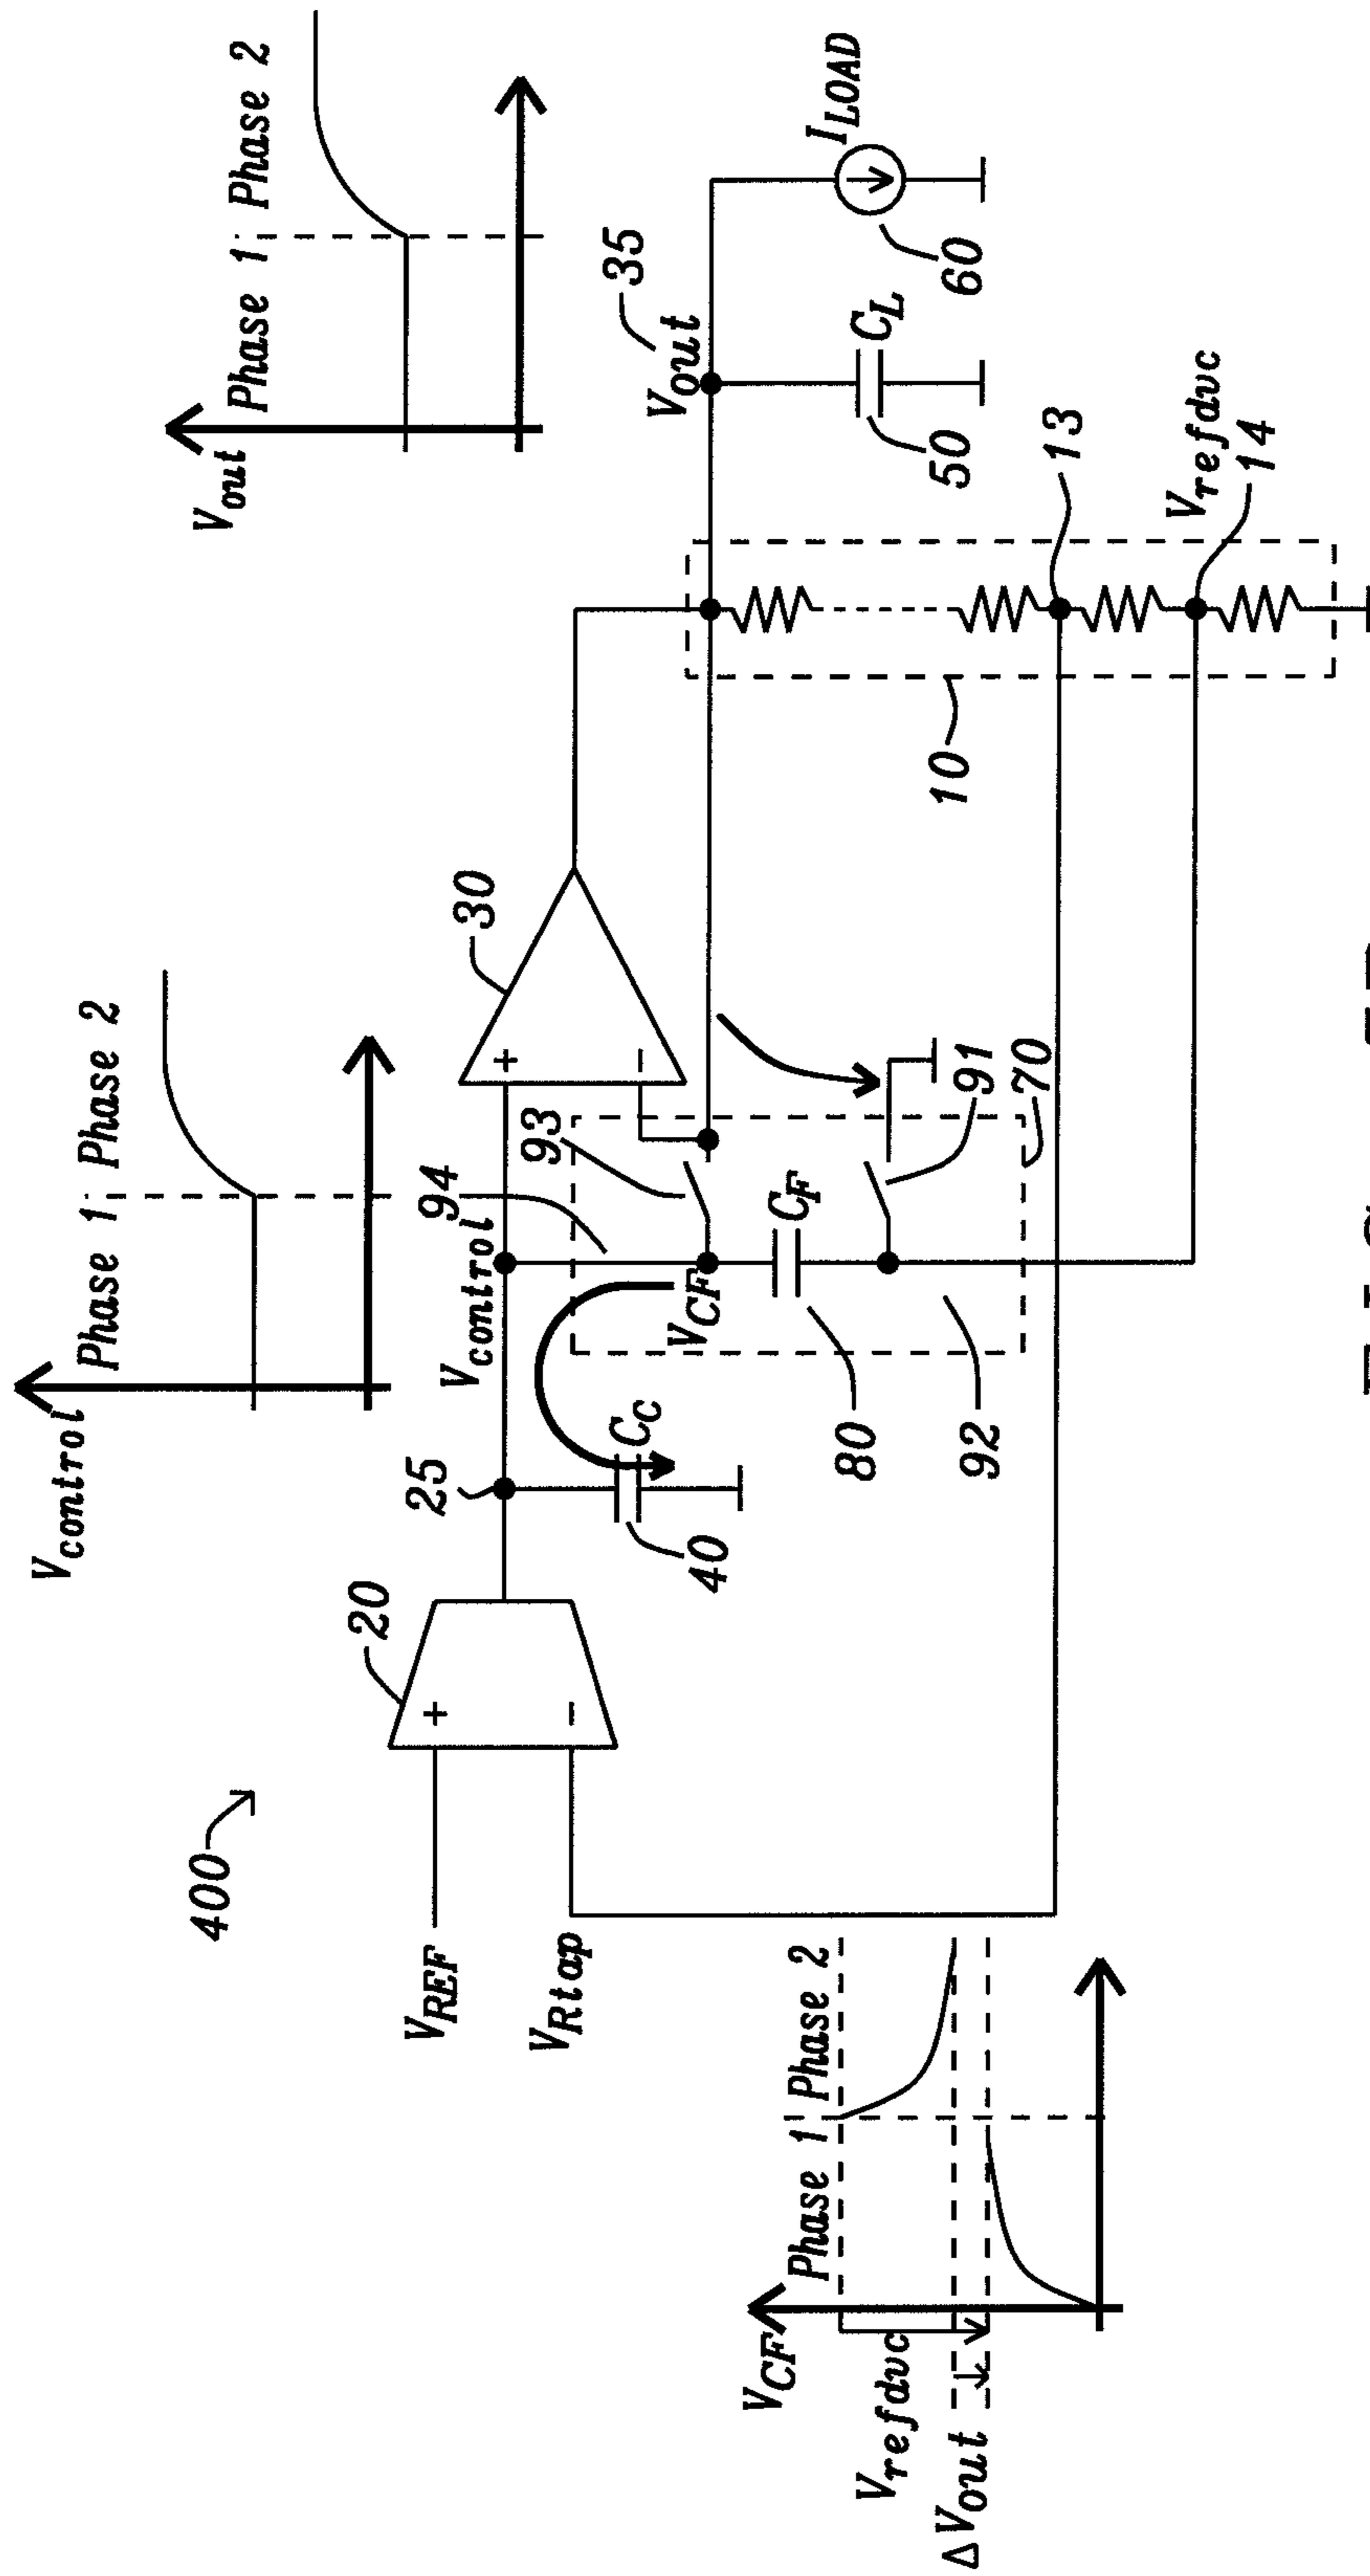 400
V_REF
V_Rtap
20
+
−
25
40
C_C
V_control
Phase 1
Phase 2
V_control
94
93
V_CF
C_F
80
92
91
70
30
+
−
V_out
Phase 1
Phase 2
V_out
35
C_L
50
I_LOAD
60
10
13
V_refdvc
14
V_CF
Phase 1
Phase 2
V_refdvc
ΔV_out